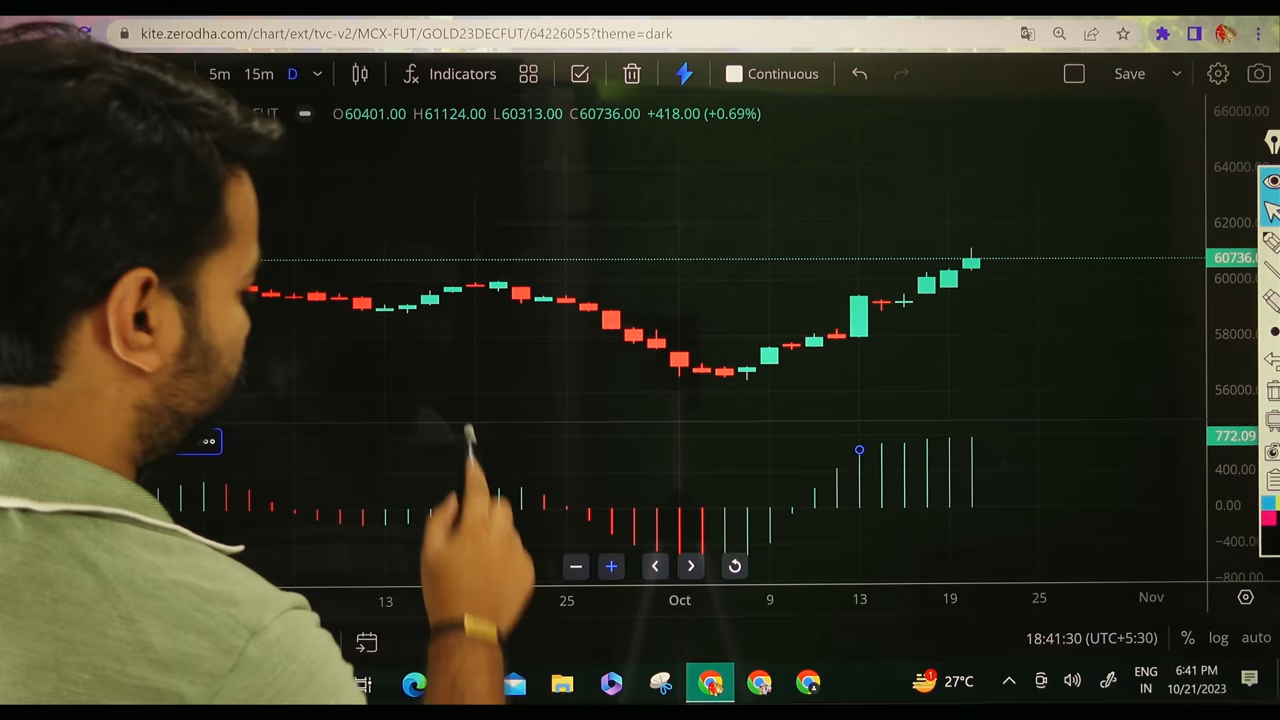 kite.zerodha.com/chart/ext/tvc-v2/MCX-FUT/GOLD23DECFUT/64226055?theme=dark
5m 15m D Indicators Continuous Save
FUT O60401.00 H61124.00 L60313.00 C60736.00 +418.00 (+0.69%)
66000.00
64000.00
62000.00
60736.
60000.00
58000.00
56000.00
772.09
400.00
0.00
-400.00
-800.00
13 25 Oct 9 13 19 25 Nov
18:41:30 (UTC+5:30) % log auto
1
27°C
ENG
IN
6:41 PM
10/21/2023